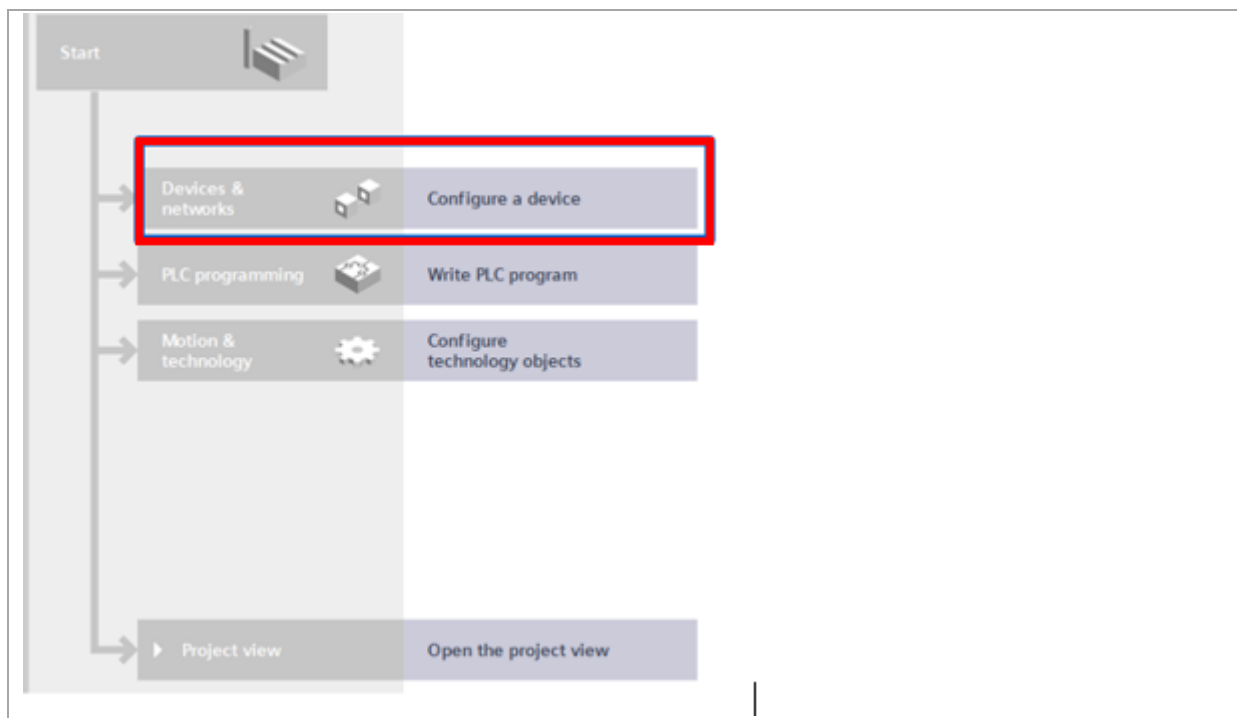 Start
Devices &
networks
Configure a device
PLC programming
Write PLC program
Motion &
technology
Configure
technology objects
Project view
Open the project view